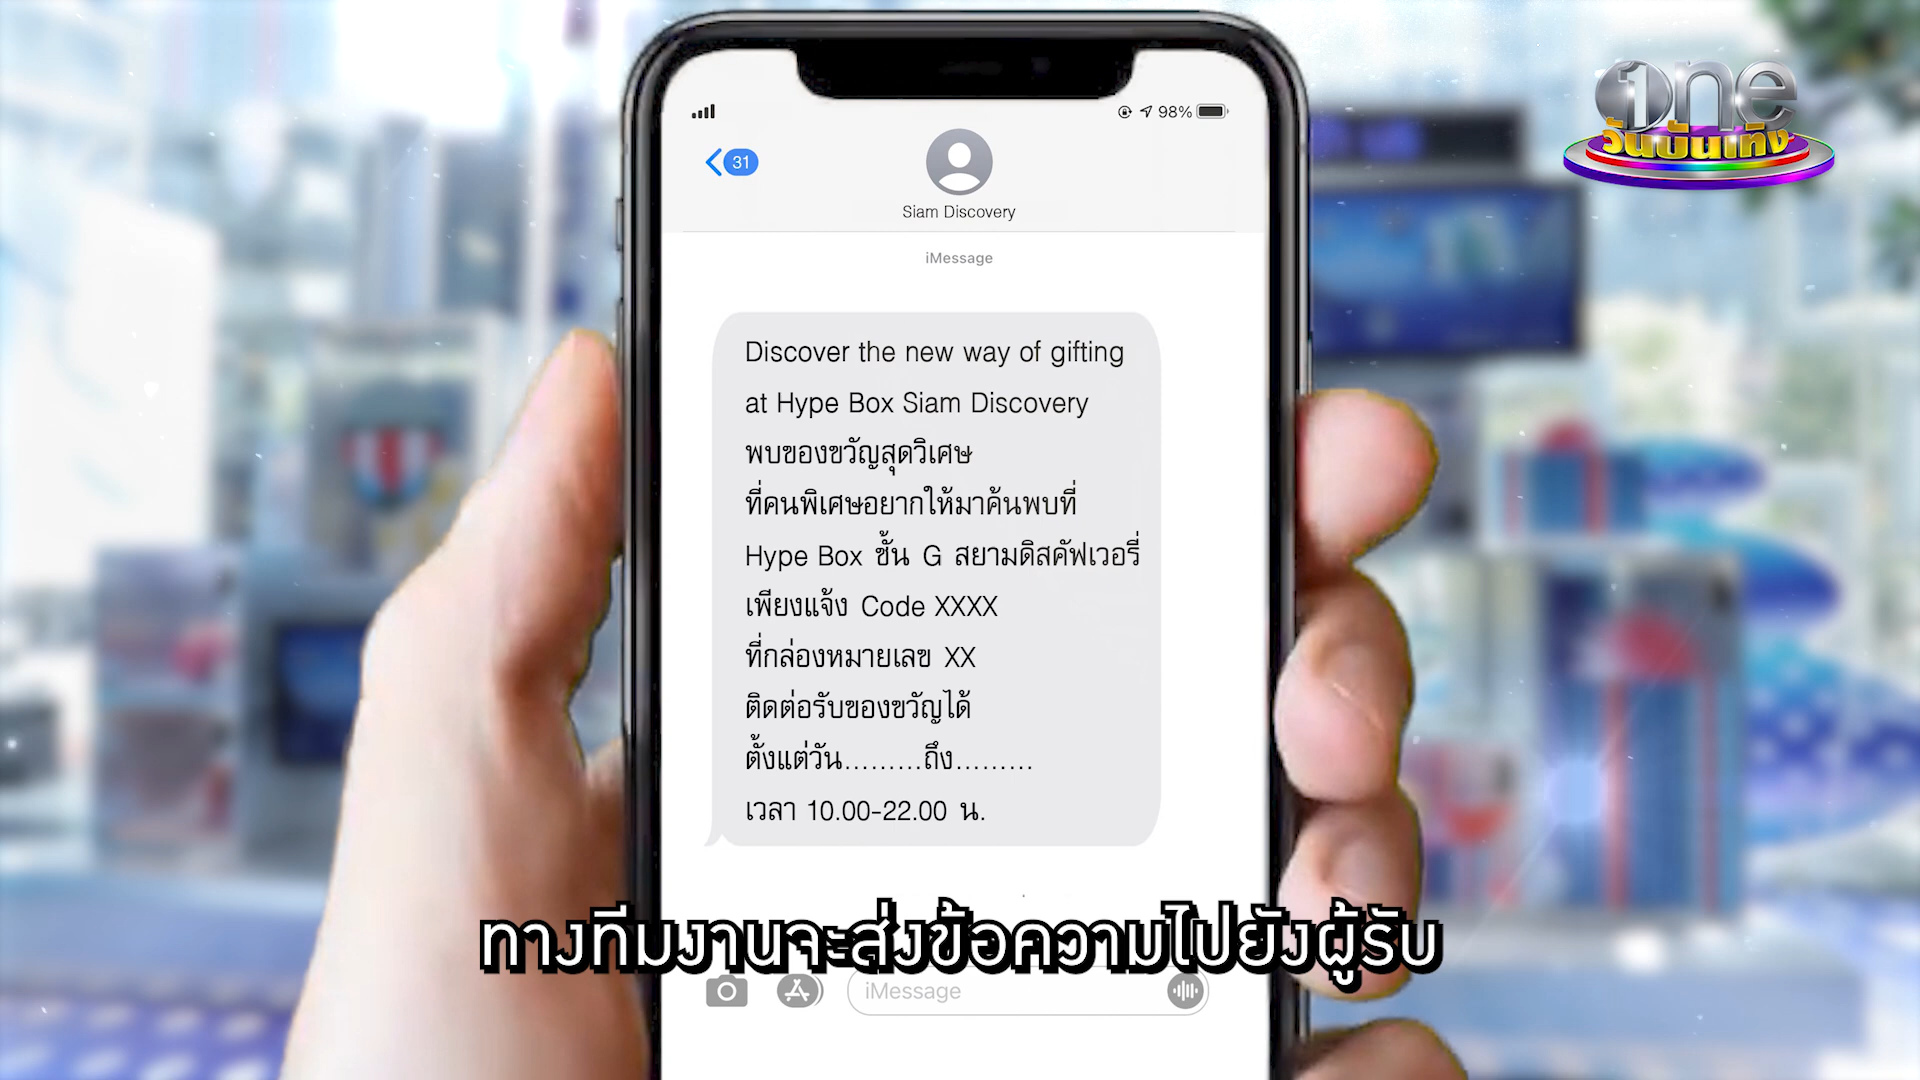 one
วันบันเทิง
98%
31
Siam Discovery
iMessage
Discover the new way of gifting
at Hype Box Siam Discovery
พบของขวัญสุดวิเศษ
ที่คนพิเศษอยากให้มาค้นพบที่
Hype Box ชั้น G สยามดิสคัฟเวอรี่
เพียงแจ้ง Code XXXX
ที่กล่องหมายเลข XX
ติดต่อรับของขวัญได้
ตั้งแต่วัน.........ถึง.........
เวลา 10.00-22.00 น.
ทางทีมงานจะส่งข้อความไปยังผู้รับ
iMessage